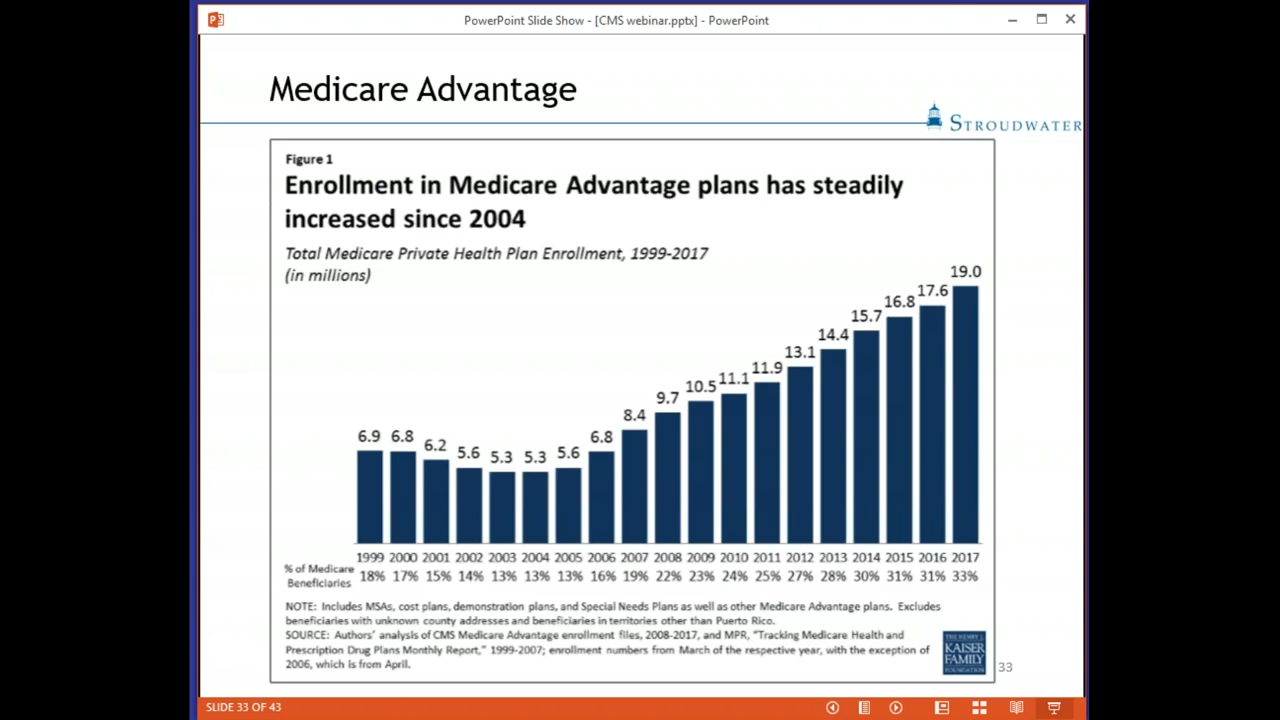 PowerPoint Slide Show - [CMS webinar.pptx] - PowerPoint
Medicare Advantage
STROUDWATER
Figure 1
Enrollment in Medicare Advantage plans has steadily
increased since 2004
Total Medicare Private Health Plan Enrollment, 1999-2017
(in millions)
6.9 6.8 6.2 5.6 5.3 5.3 5.6 6.8 8.4 9.7 10.5 11.1 11.9 13.1 14.4 15.7 16.8 17.6 19.0
1999 2000 2001 2002 2003 2004 2005 2006 2007 2008 2009 2010 2011 2012 2013 2014 2015 2016 2017
% of Medicare
Beneficiaries
18% 17% 15% 14% 13% 13% 13% 16% 19% 22% 23% 24% 25% 27% 28% 30% 31% 31% 33%
NOTE: Includes MSAs, cost plans, demonstration plans, and Special Needs Plans as well as other Medicare Advantage plans. Excludes
beneficiaries with unknown county addresses and beneficiaries in territories other than Puerto Rico.
SOURCE: Authors' analysis of CMS Medicare Advantage enrollment files, 2008-2017, and MPR, "Tracking Medicare Health and
Prescription Drug Plans Monthly Report," 1999-2007; enrollment numbers from March of the respective year, with the exception of
2006, which is from April.
THE HENRY J.
KAISER
FAMILY
FOUNDATION
33
SLIDE 33 OF 43